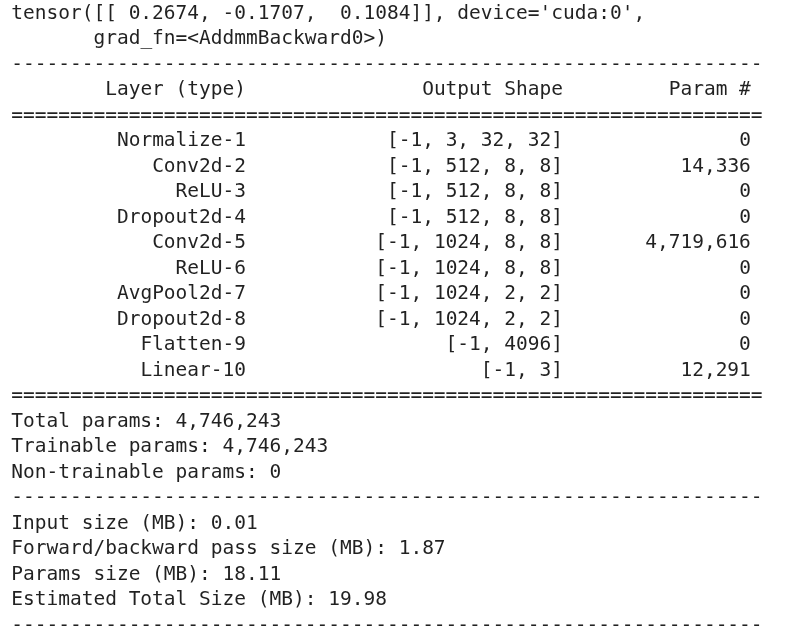 tensor([[ 0.2674, -0.1707,  0.1084]], device='cuda:0',
       grad_fn=<AddmmBackward0>)
----------------------------------------------------------------
        Layer (type)               Output Shape         Param #
================================================================
         Normalize-1            [-1, 3, 32, 32]               0
            Conv2d-2            [-1, 512, 8, 8]          14,336
              ReLU-3            [-1, 512, 8, 8]               0
         Dropout2d-4            [-1, 512, 8, 8]               0
            Conv2d-5           [-1, 1024, 8, 8]       4,719,616
              ReLU-6           [-1, 1024, 8, 8]               0
         AvgPool2d-7           [-1, 1024, 2, 2]               0
         Dropout2d-8           [-1, 1024, 2, 2]               0
           Flatten-9                 [-1, 4096]               0
           Linear-10                    [-1, 3]          12,291
================================================================
Total params: 4,746,243
Trainable params: 4,746,243
Non-trainable params: 0
----------------------------------------------------------------
Input size (MB): 0.01
Forward/backward pass size (MB): 1.87
Params size (MB): 18.11
Estimated Total Size (MB): 19.98
----------------------------------------------------------------